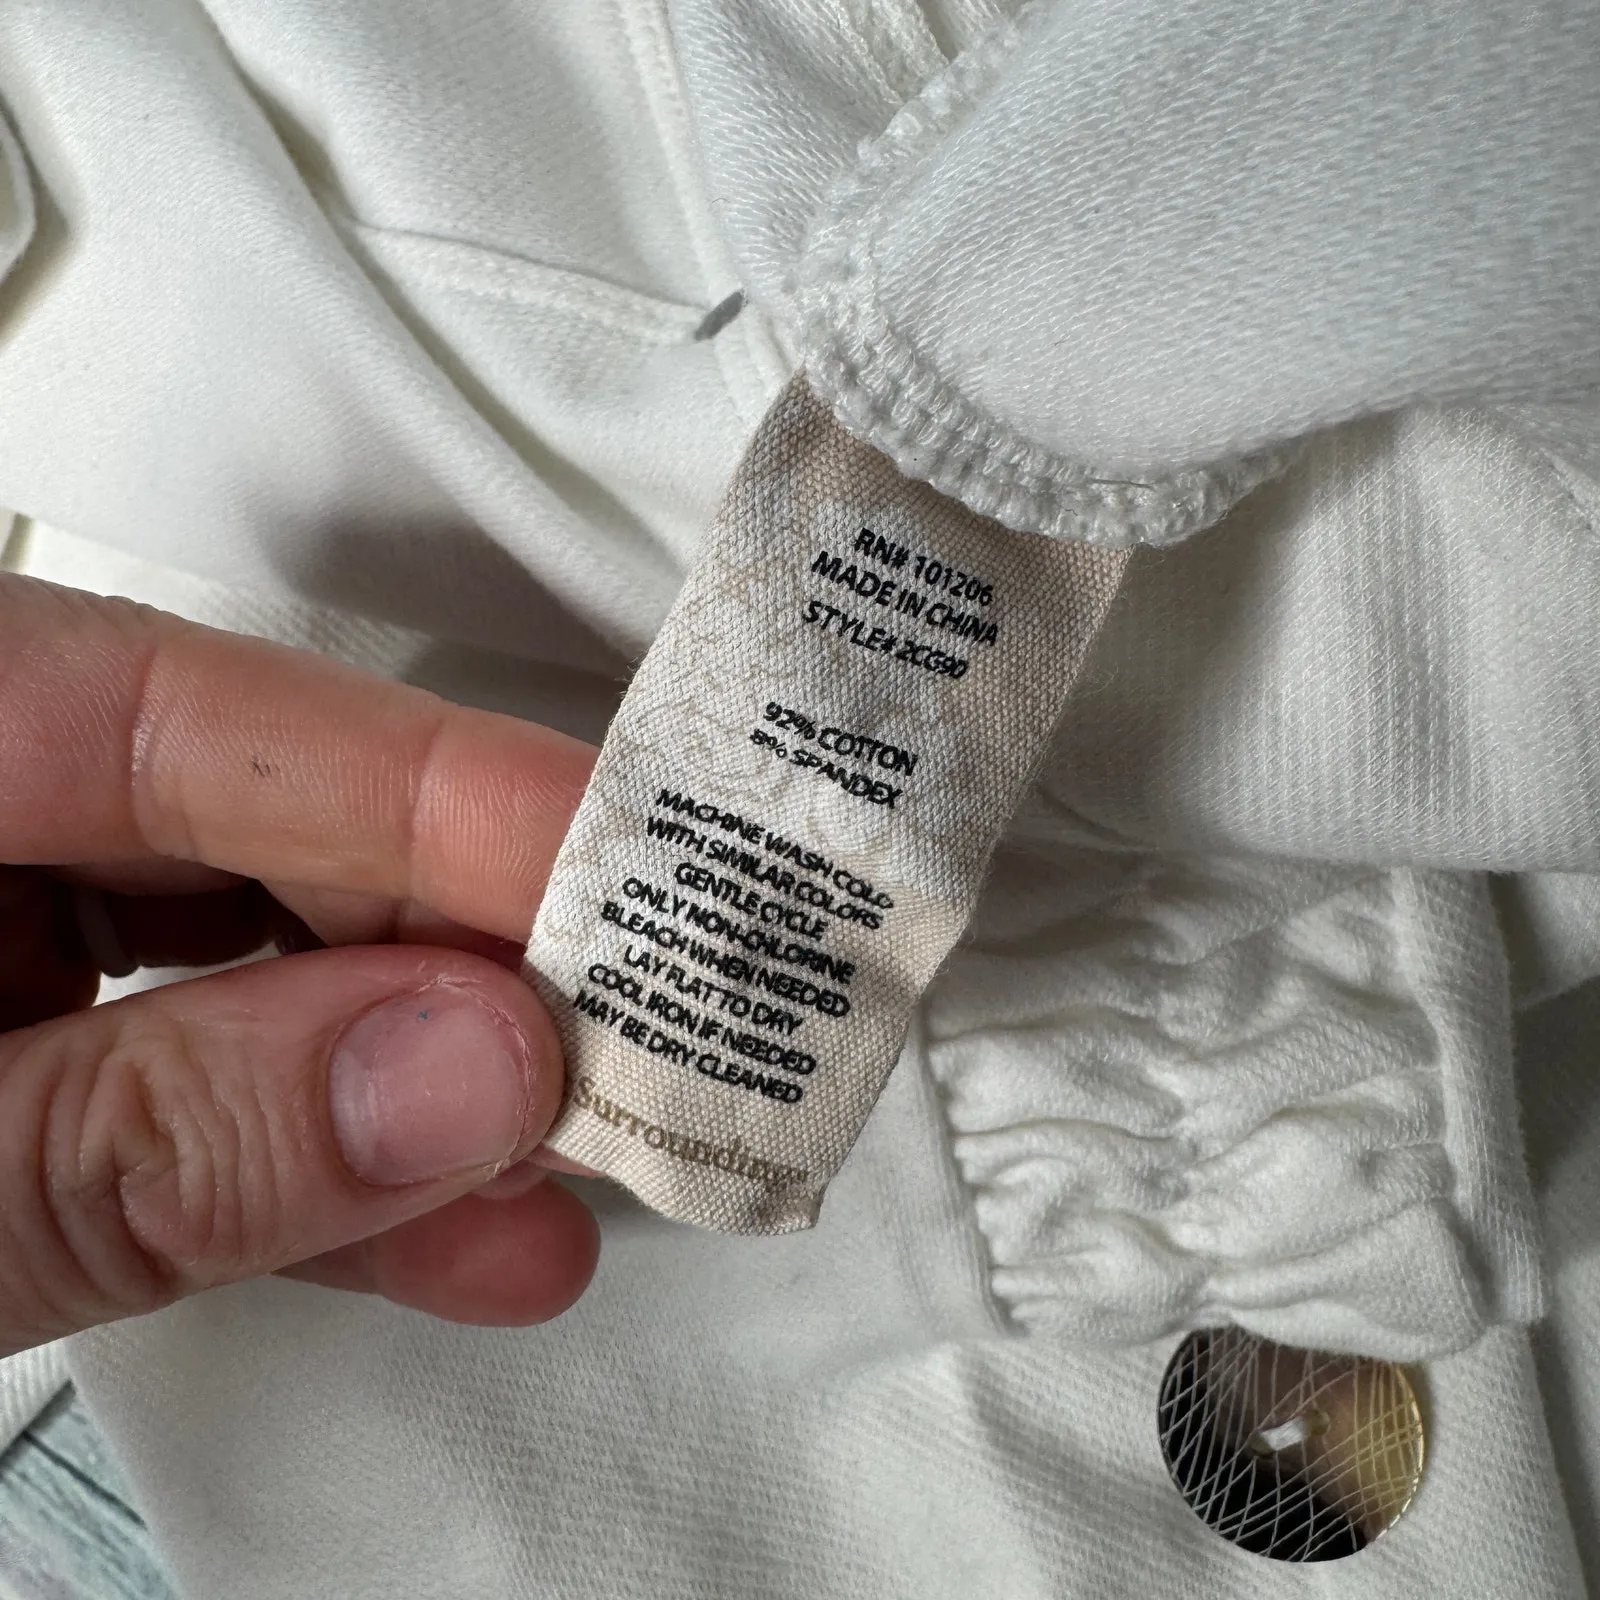 RN# 101206
MADE IN CHINA
STYLE# 2CG90
92% COTTON
8% SPANDEX
MACHINE WASH COLD
WITH SIMILAR COLORS
GENTLE CYCLE
ONLY NON-CHLORINE
BLEACH WHEN NEEDED
LAY FLAT TO DRY
COOL IRON IF NEEDED
MAY BE DRY CLEANED